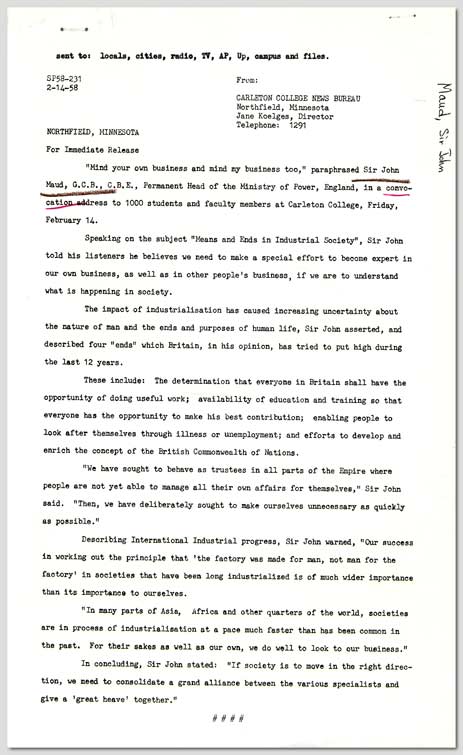 sent to: locals, cities, radio, TV, AP, Up, campus and files.
SP58-231
2-14-58
From:
CARLETON COLLEGE NEWS BUREAU
Northfield, Minnesota
Jane Koelges, Director
Telephone: 1291
Maud, Sir John
NORTHFIELD, MINNESOTA
For Immediate Release
"Mind your own business and mind my business too," paraphrased Sir John
Maud, G.C.B., C.B.E., Permanent Head of the Ministry of Power, England, in a convo-
cation address to 1000 students and faculty members at Carleton College, Friday,
February 14.
Speaking on the subject "Means and Ends in Industrial Society", Sir John
told his listeners he believes we need to make a special effort to become expert in
our own business, as well as in other people's business, if we are to understand
what is happening in society.
The impact of industrialisation has caused increasing uncertainty about
the nature of man and the ends and purposes of human life, Sir John asserted, and
described four "ends" which Britain, in his opinion, has tried to put high during
the last 12 years.
These include: The determination that everyone in Britain shall have the
opportunity of doing useful work; availability of education and training so that
everyone has the opportunity to make his best contribution; enabling people to
look after themselves through illness or unemployment; and efforts to develop and
enrich the concept of the British Commonwealth of Nations.
"We have sought to behave as trustees in all parts of the Empire where
people are not yet able to manage all their own affairs for themselves," Sir John
said. "Then, we have deliberately sought to make ourselves unnecessary as quickly
as possible."
Describing International Industrial progress, Sir John warned, "Our success
in working out the principle that 'the factory was made for man, not man for the
factory' in societies that have been long industrialized is of much wider importance
than its importance to ourselves.
"In many parts of Asia, Africa and other quarters of the world, societies
are in process of industrialisation at a pace much faster than has been common in
the past. For their sakes as well as our own, we do well to look to our business."
In concluding, Sir John stated: "If society is to move in the right direc-
tion, we need to consolidate a grand alliance between the various specialists and
give a 'great heave' together."
# # # #